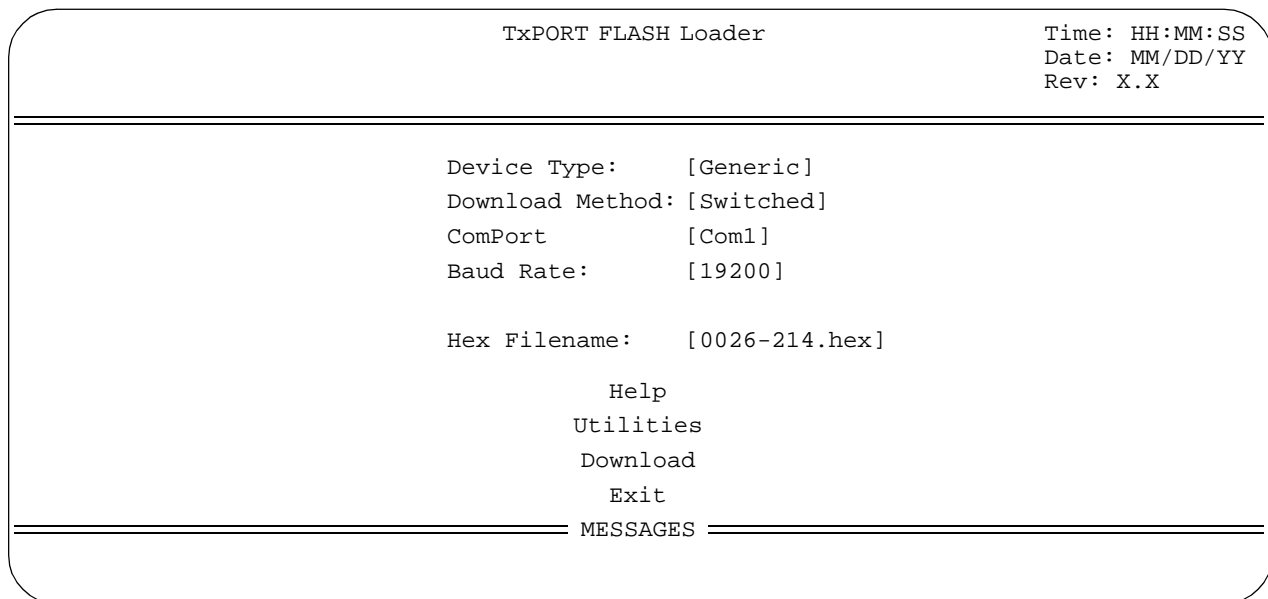 TxPORT FLASH Loader Time: HH:MM:SS
Date: MM/DD/YY
Rev: X.X
Device Type: [Generic]
Download Method: [Switched]
ComPort [Com1]
Baud Rate: [19200]
Hex Filename: [0026-214.hex]
Help
Utilities
Download
Exit
MESSAGES